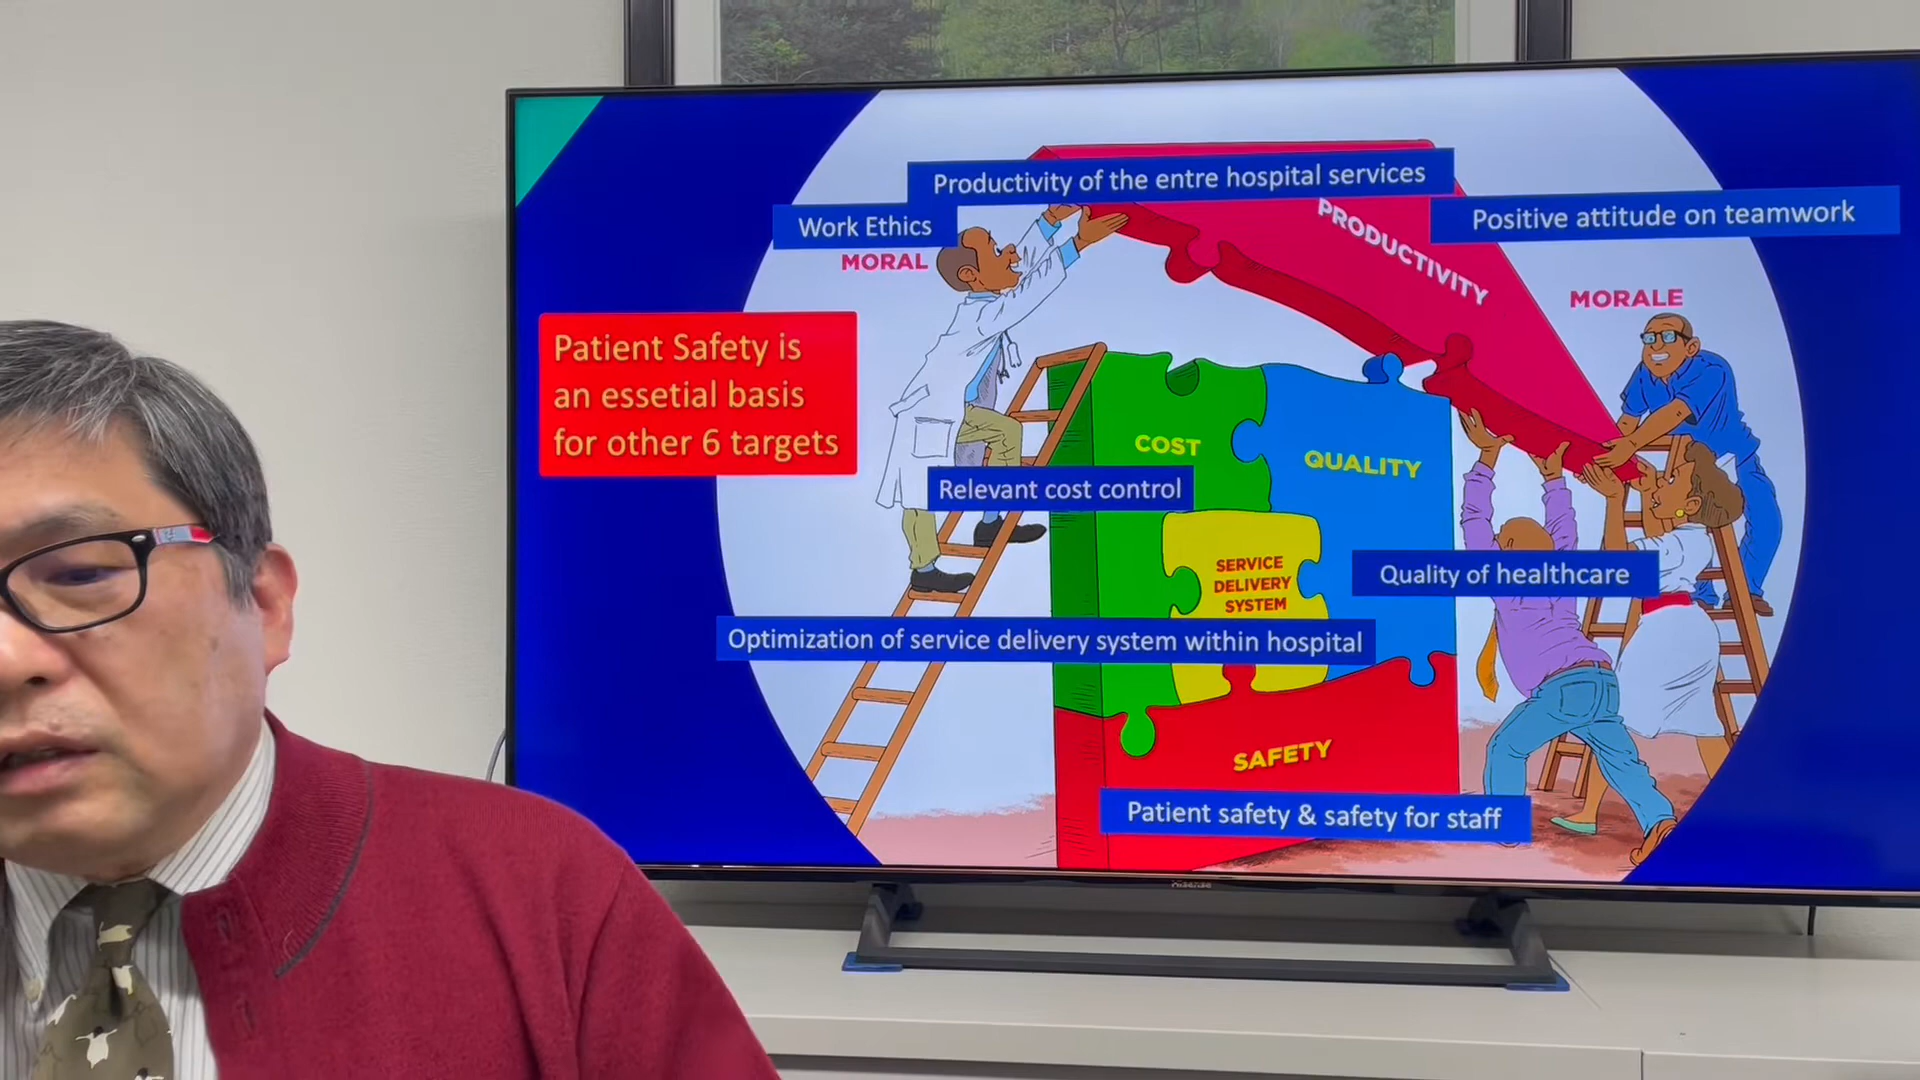 Productivity of the entre hospital services
Work Ethics
Positive attitude on teamwork
MORAL
PRODUCTIVITY
MORALE
Patient Safety is
an essetial basis
for other 6 targets
COST
QUALITY
Relevant cost control
SERVICE
DELIVERY
SYSTEM
Quality of healthcare
Optimization of service delivery system within hospital
SAFETY
Patient safety & safety for staff
Hisense